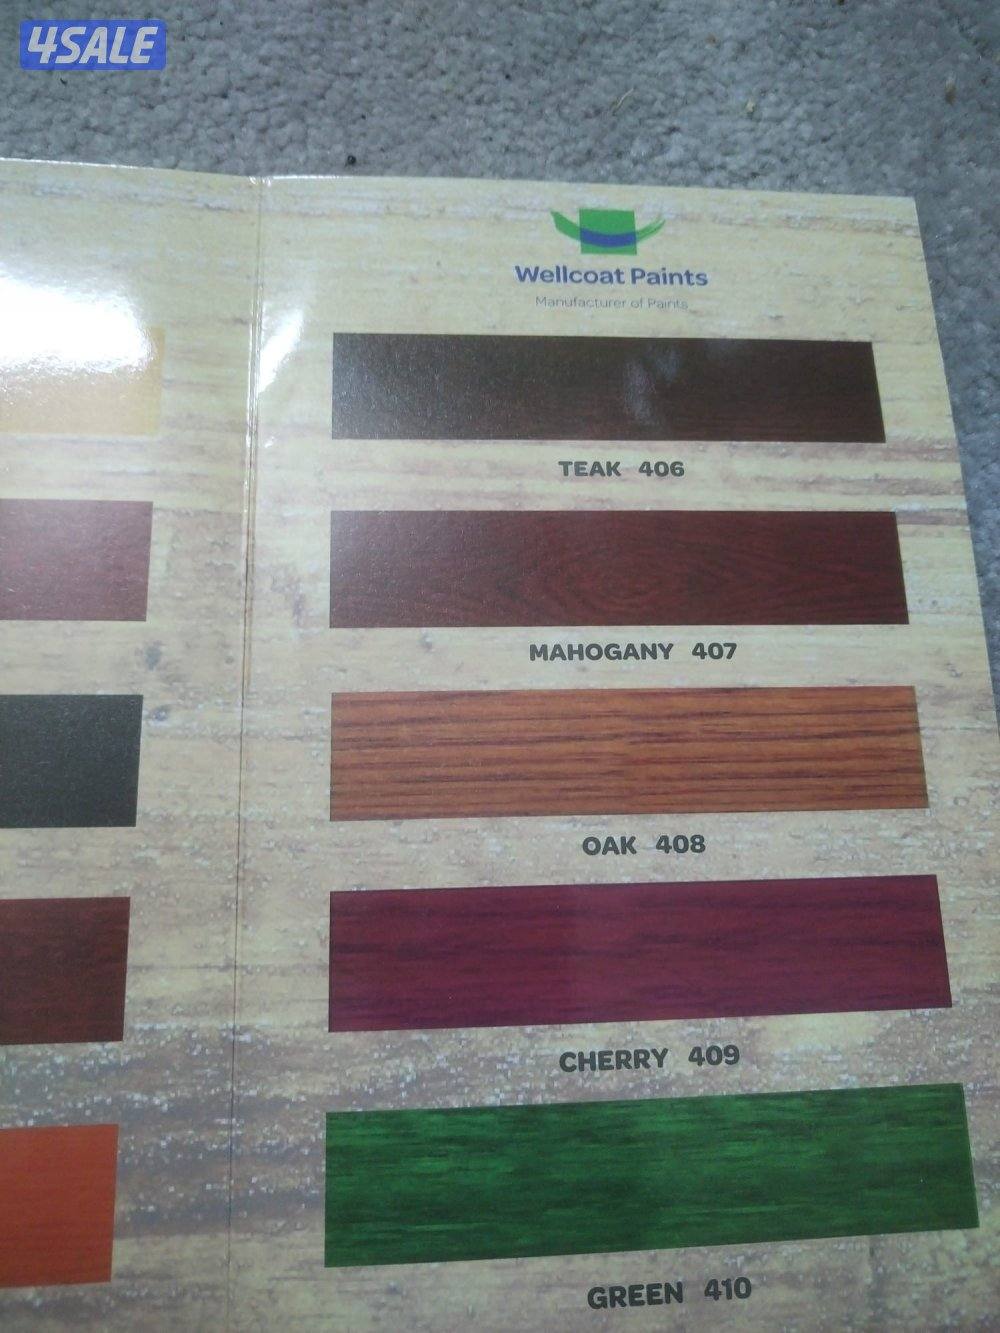 4SALE
Wellcoat Paints
Manufacturer of Paints
TEAK 406
MAHOGANY 407
OAK 408
CHERRY 409
GREEN 410